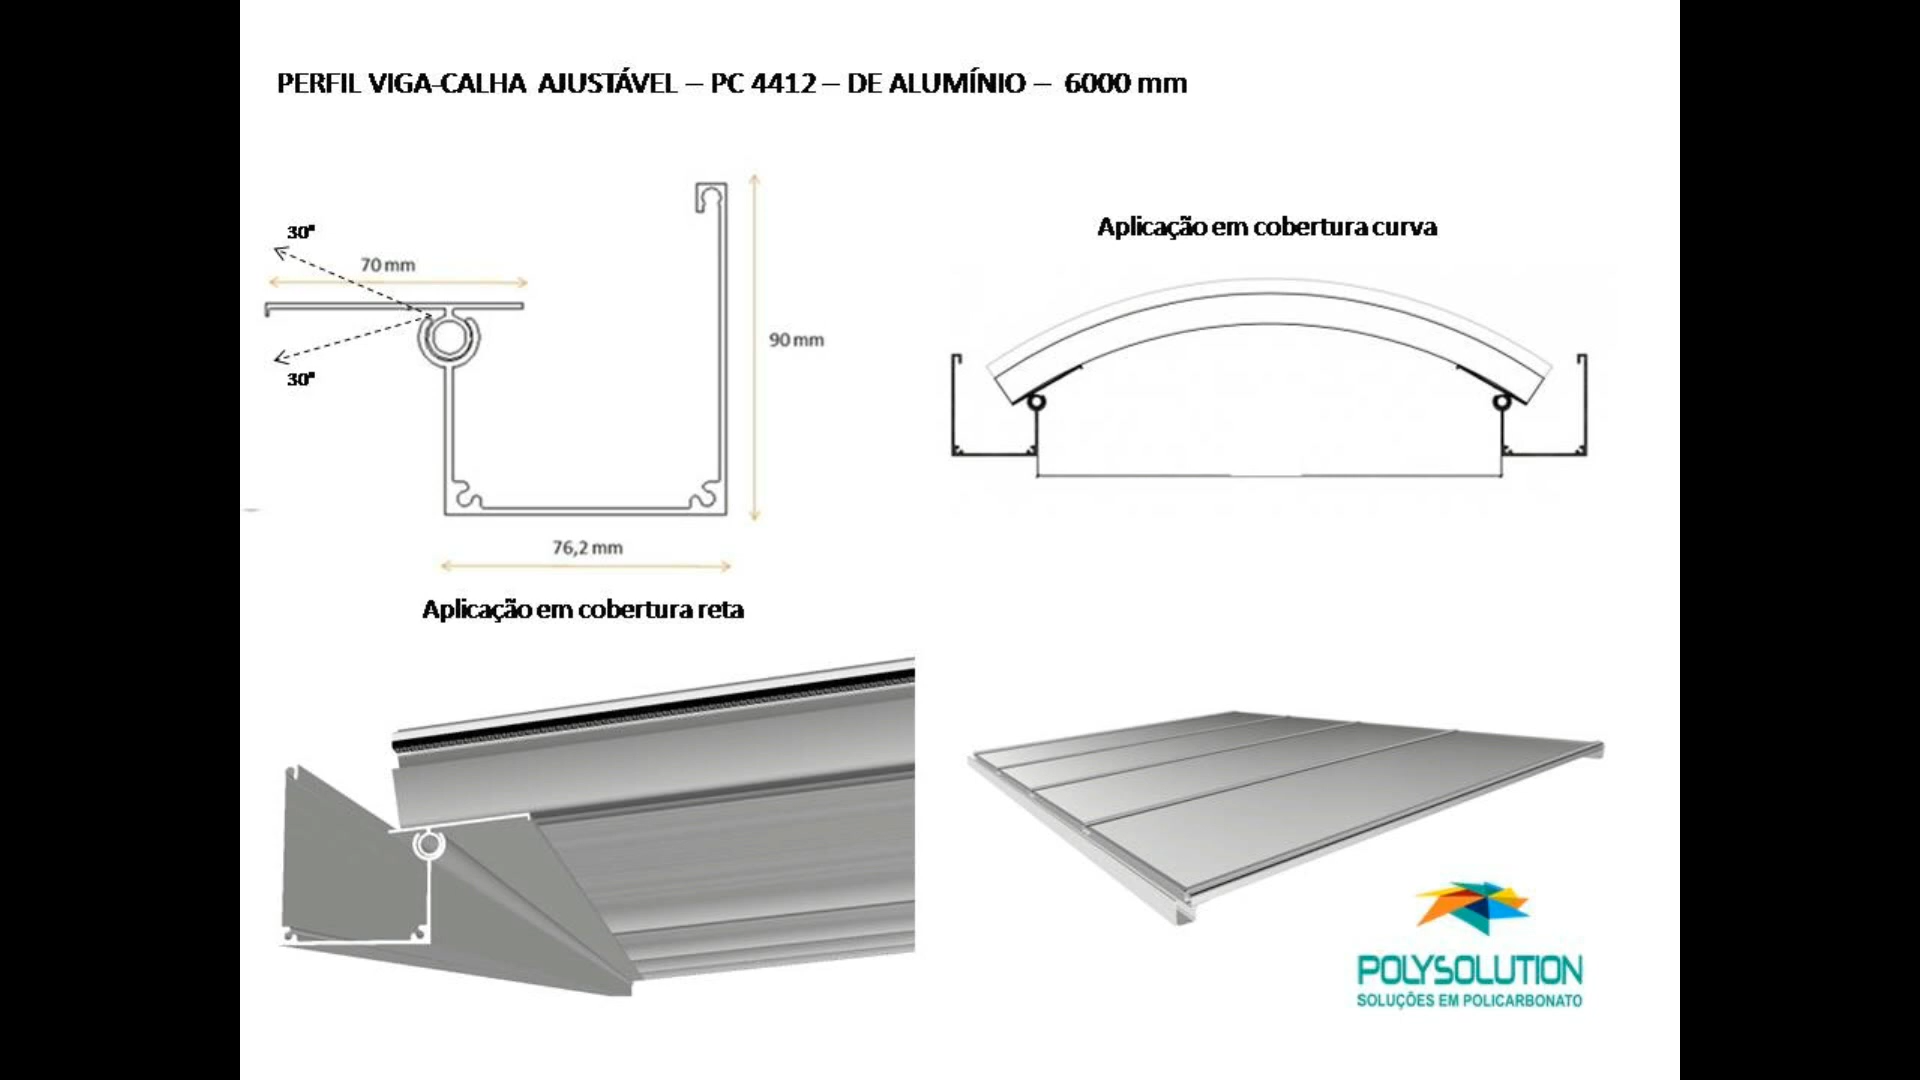 PERFIL VIGA-CALHA AJUSTÁVEL – PC 4412 – DE ALUMÍNIO – 6000 mm
30°
70 mm
30°
90 mm
76,2 mm
Aplicação em cobertura curva
Aplicação em cobertura reta
POLYSOLUTION
SOLUÇÕES EM POLICARBONATO